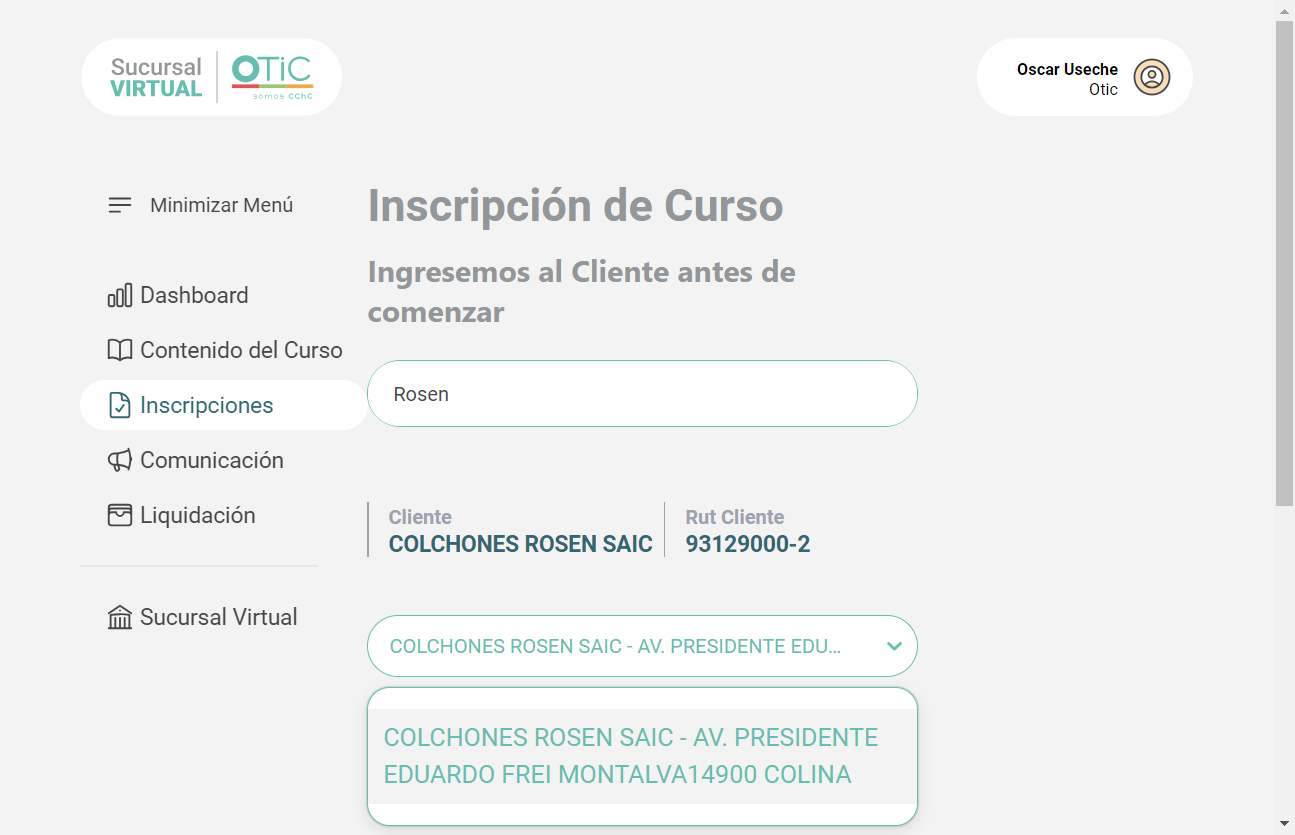 Sucursal
VIRTUAL
OTiC
somos CChC
Oscar Useche
Otic
Minimizar Menú
Dashboard
Contenido del Curso
Inscripciones
Comunicación
Liquidación
Sucursal Virtual
Inscripción de Curso
Ingresemos al Cliente antes de
comenzar
Rosen
Cliente
COLCHONES ROSEN SAIC
Rut Cliente
93129000-2
COLCHONES ROSEN SAIC - AV. PRESIDENTE EDU...
COLCHONES ROSEN SAIC - AV. PRESIDENTE
EDUARDO FREI MONTALVA14900 COLINA